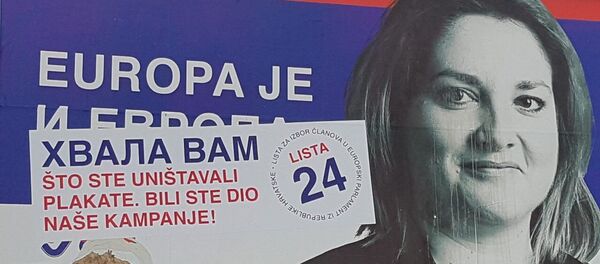 EUROPA JE
И ЕВРОПА
ХВАЛА ВАМ
ŠTO STE UNIŠTAVALI
PLAKATE. BILI STE DIO
NAŠE KAMPANJE!
LISTA
24
LISTA ZA IZBOR ČLANOVA U EUROPSKI PARLAMENT IZ REPUBLIKE HRVATSKE